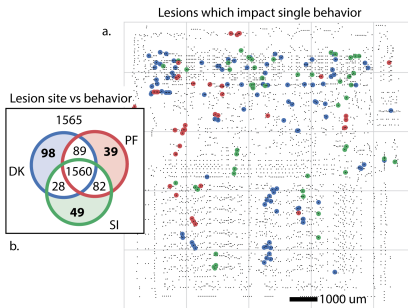 Lesions which impact single behavior
a.
Lesion site vs behavior
1565
PF
98
89
39
DK
1560
28
82
49
SI
b.
1000 um